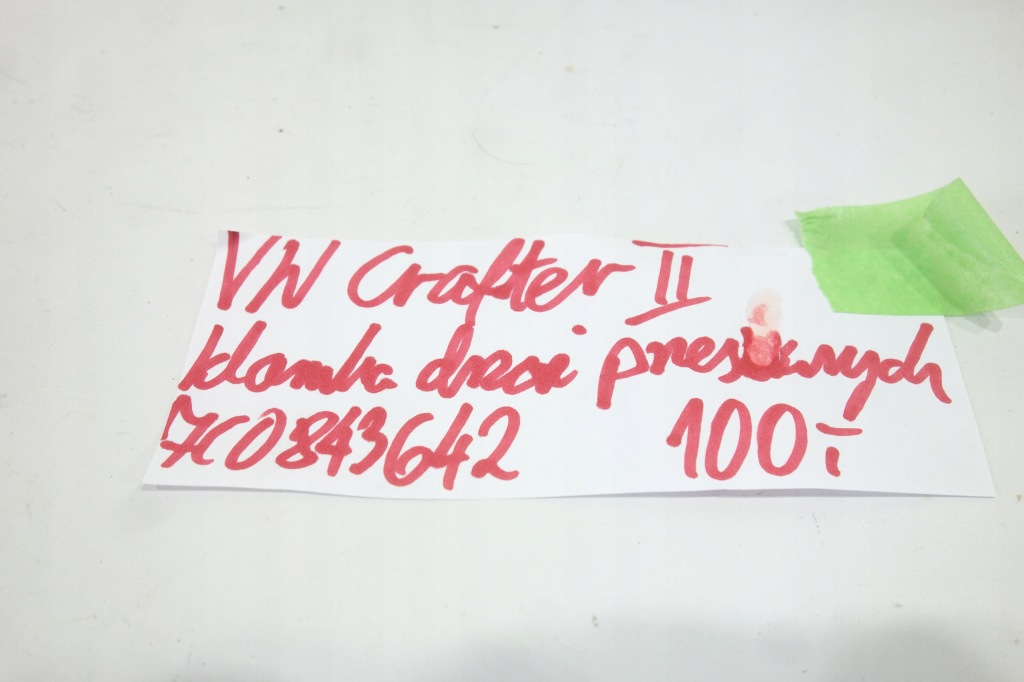 VW Crafter II
klamka drzwi przesuwnych
7C0843642 100,-